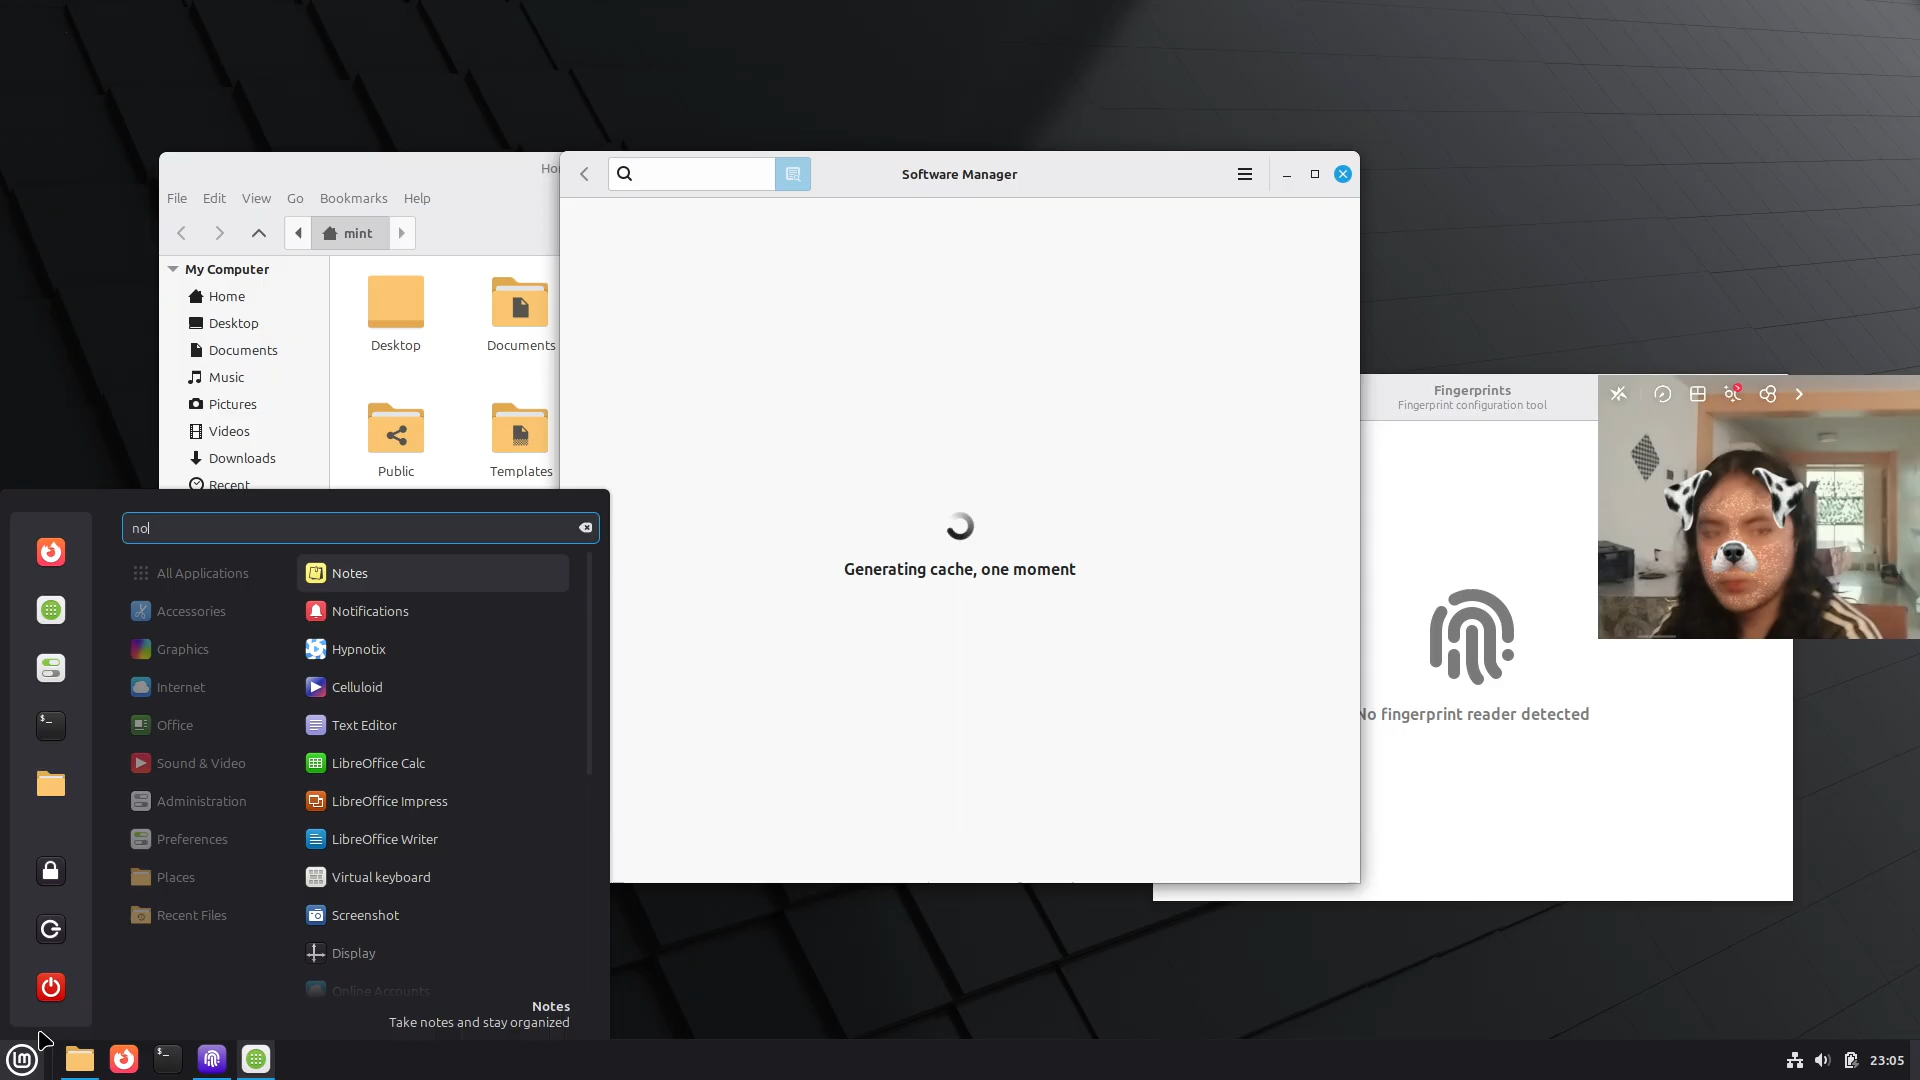 File Edit View Go Bookmarks Help
mint
My Computer
Home
Desktop
Documents
Music
Pictures
Videos
Downloads
Recent
Desktop
Documents
Public
Templates
Software Manager
Generating cache, one moment
Fingerprints
Fingerprint configuration tool
No fingerprint reader detected
no
All Applications
Accessories
Graphics
Internet
Office
Sound & Video
Administration
Preferences
Places
Recent Files
Notes
Notifications
Hypnotix
Celluloid
Text Editor
LibreOffice Calc
LibreOffice Impress
LibreOffice Writer
Virtual keyboard
Screenshot
Display
Online Accounts
Notes
Take notes and stay organized
23:05